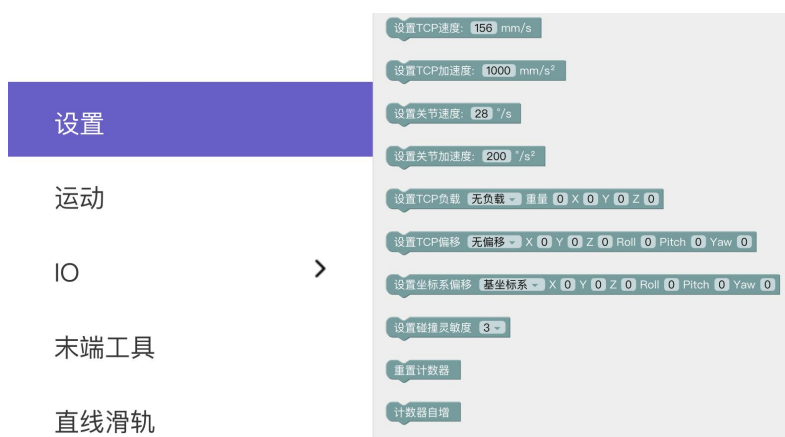 设置
运动
IO
末端工具
直线滑轨
设置TCP速度: 156 mm/s
设置TCP加速度: 1000 mm/s²
设置关节速度: 28 °/s
设置关节加速度: 200 °/s²
设置TCP负载 无负载 重量 0 X 0 Y 0 Z 0
设置TCP偏移 无偏移 X 0 Y 0 Z 0 Roll 0 Pitch 0 Yaw 0
设置坐标系偏移 基坐标系 X 0 Y 0 Z 0 Roll 0 Pitch 0 Yaw 0
设置碰撞灵敏度 3
重置计数器
计数器自增